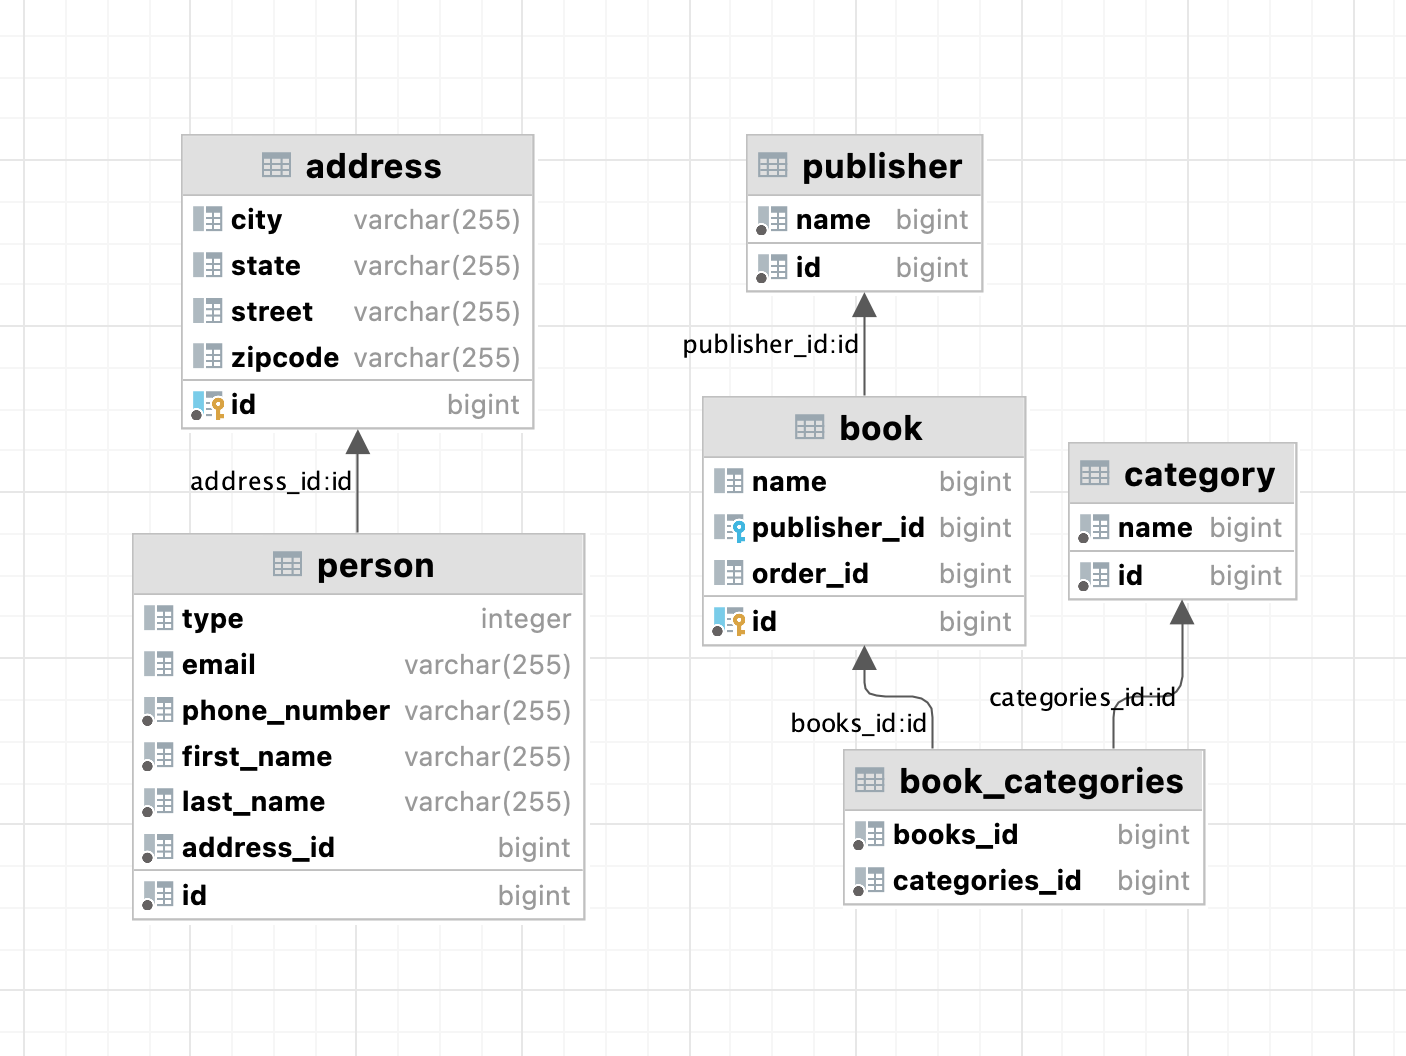 address
city varchar(255)
state varchar(255)
street varchar(255)
zipcode varchar(255)
id bigint
address_id:id
person
type integer
email varchar(255)
phone_number varchar(255)
first_name varchar(255)
last_name varchar(255)
address_id bigint
id bigint
publisher
name bigint
id bigint
publisher_id:id
book
name bigint
publisher_id bigint
order_id bigint
id bigint
category
name bigint
id bigint
books_id:id
categories_id:id
book_categories
books_id bigint
categories_id bigint